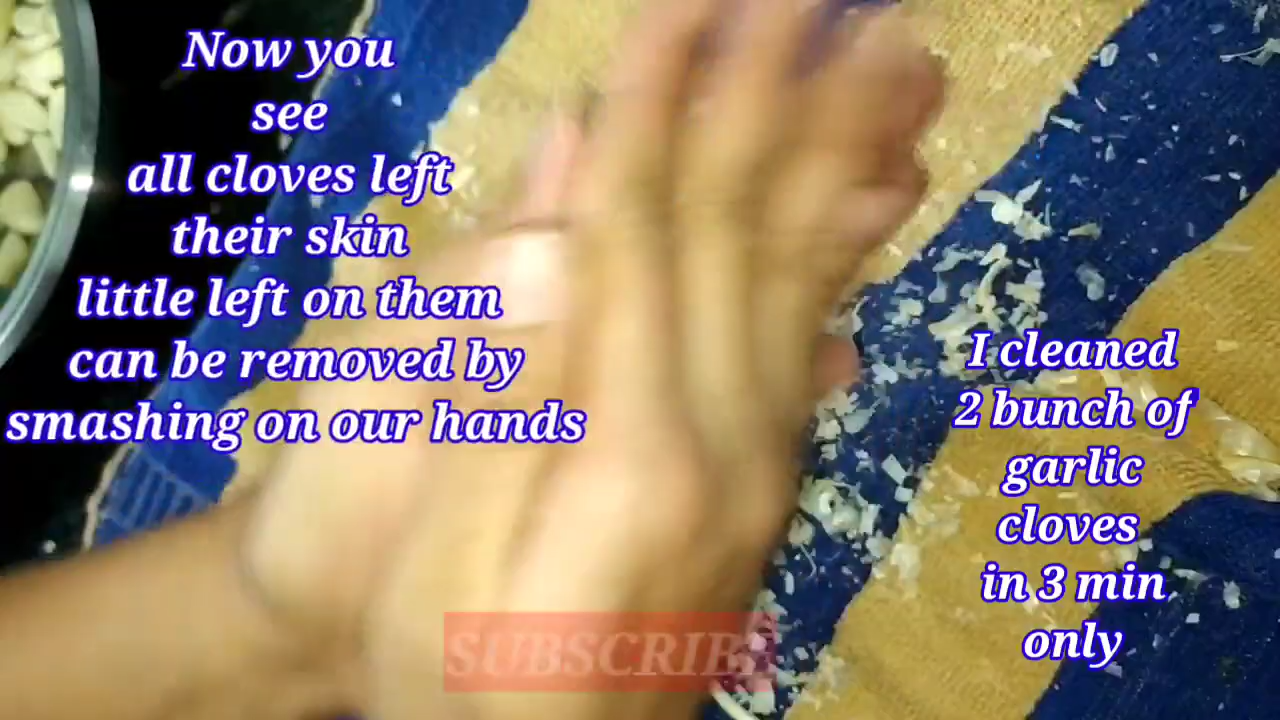 Now you
see
all cloves left
their skin
little left on them
can be removed by
smashing on our hands
I cleaned
2 bunch of
garlic
cloves
in 3 min
only
SUBSCRIBE